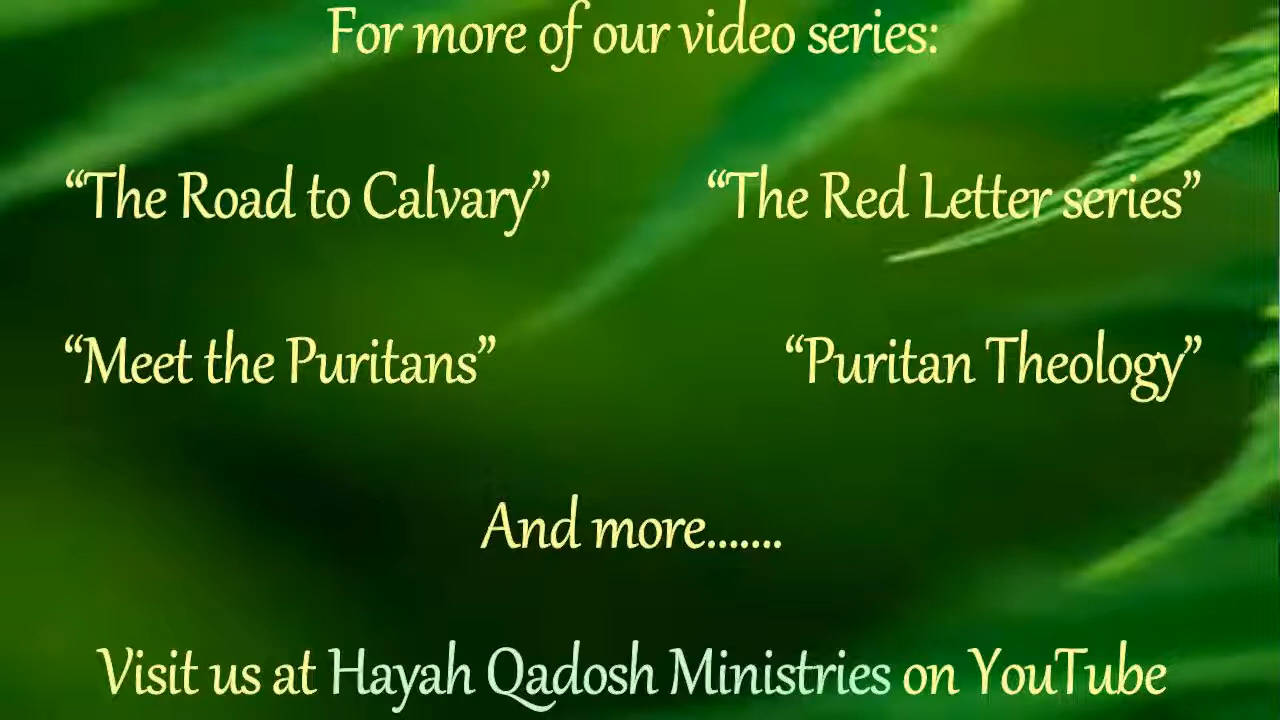 For more of our video series:
“The Road to Calvary” “The Red Letter series”
“Meet the Puritans” “Puritan Theology”
And more.......
Visit us at Hayah Qadosh Ministries on YouTube